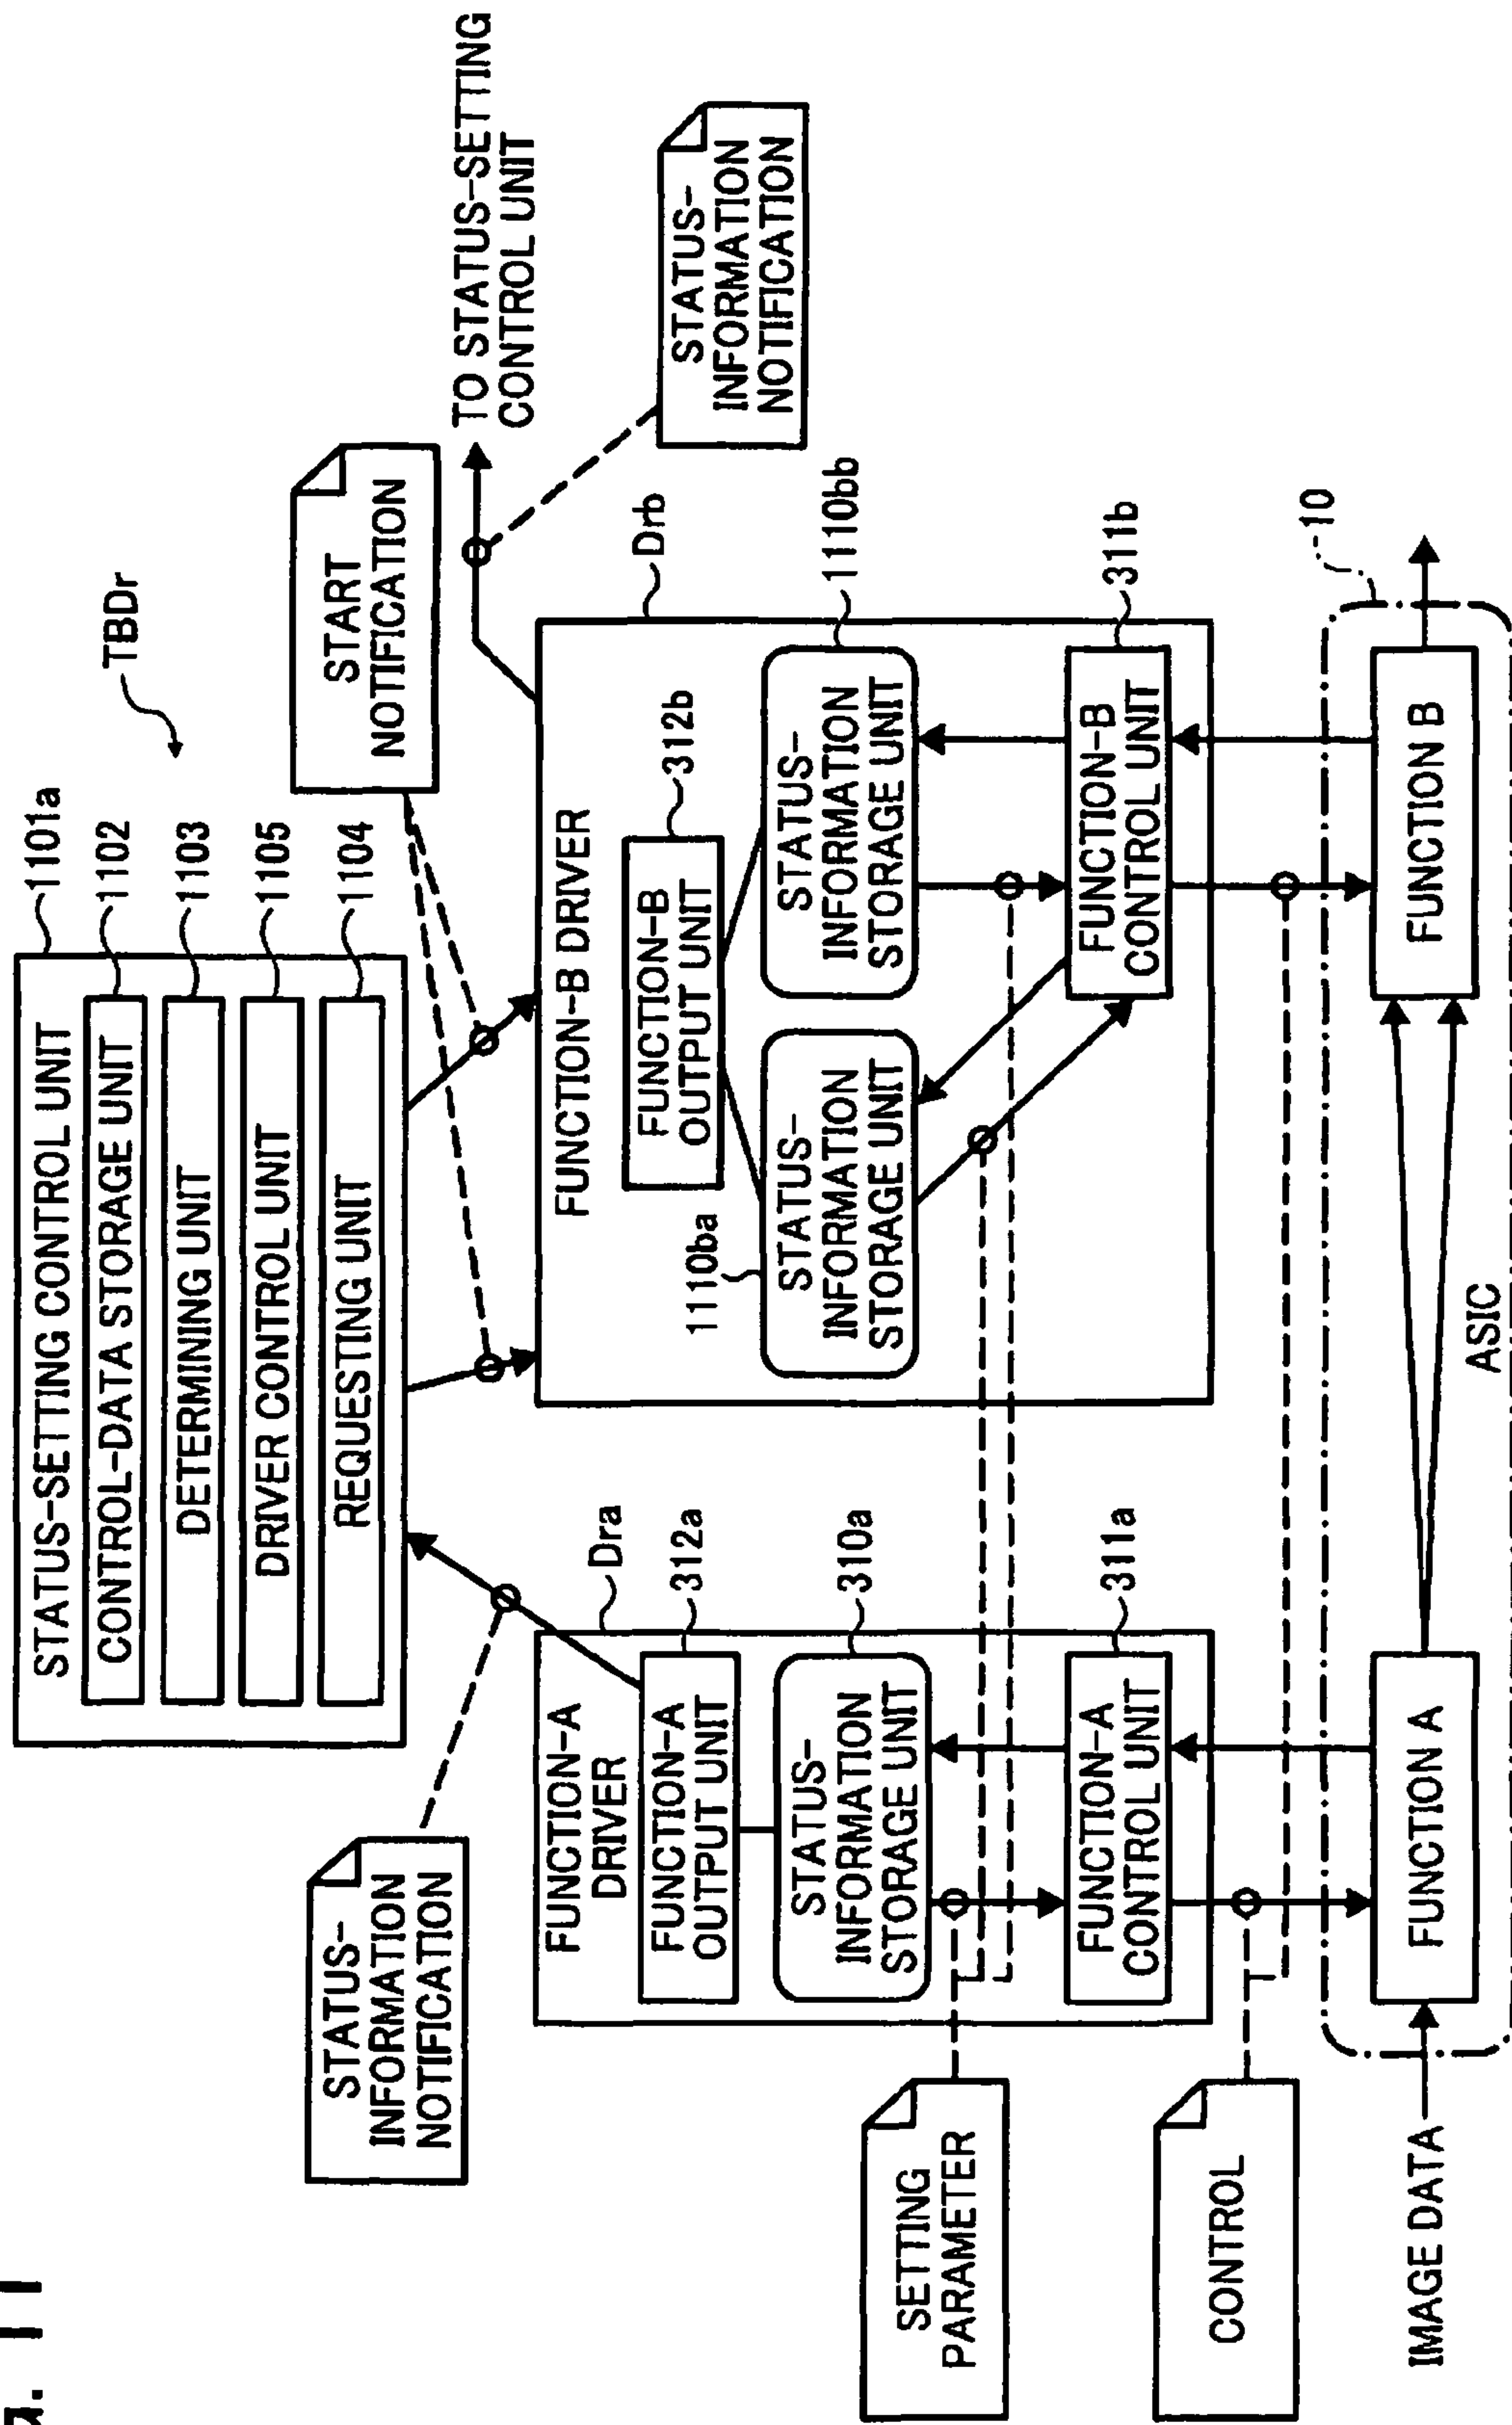 11
TBDr
1101a
STATUS-SETTING CONTROL UNIT
CONTROL-DATA STORAGE UNIT
1102
DETERMINING UNIT
1103
DRIVER CONTROL UNIT
1105
REQUESTING UNIT
1104
STATUS-
INFORMATION
NOTIFICATION
START
NOTIFICATION
TO STATUS-SETTING
CONTROL UNIT
STATUS-
INFORMATION
NOTIFICATION
Dra
FUNCTION-A
DRIVER
312a
FUNCTION-A
OUTPUT UNIT
310a
STATUS-
INFORMATION
STORAGE UNIT
311a
FUNCTION-A
CONTROL UNIT
Drb
FUNCTION-B DRIVER
312b
FUNCTION-B
OUTPUT UNIT
1110ba
STATUS-
INFORMATION
STORAGE UNIT
1110bb
STATUS-
INFORMATION
STORAGE UNIT
311b
FUNCTION-B
CONTROL UNIT
SETTING
PARAMETER
CONTROL
10
IMAGE DATA
FUNCTION A
FUNCTION B
ASIC